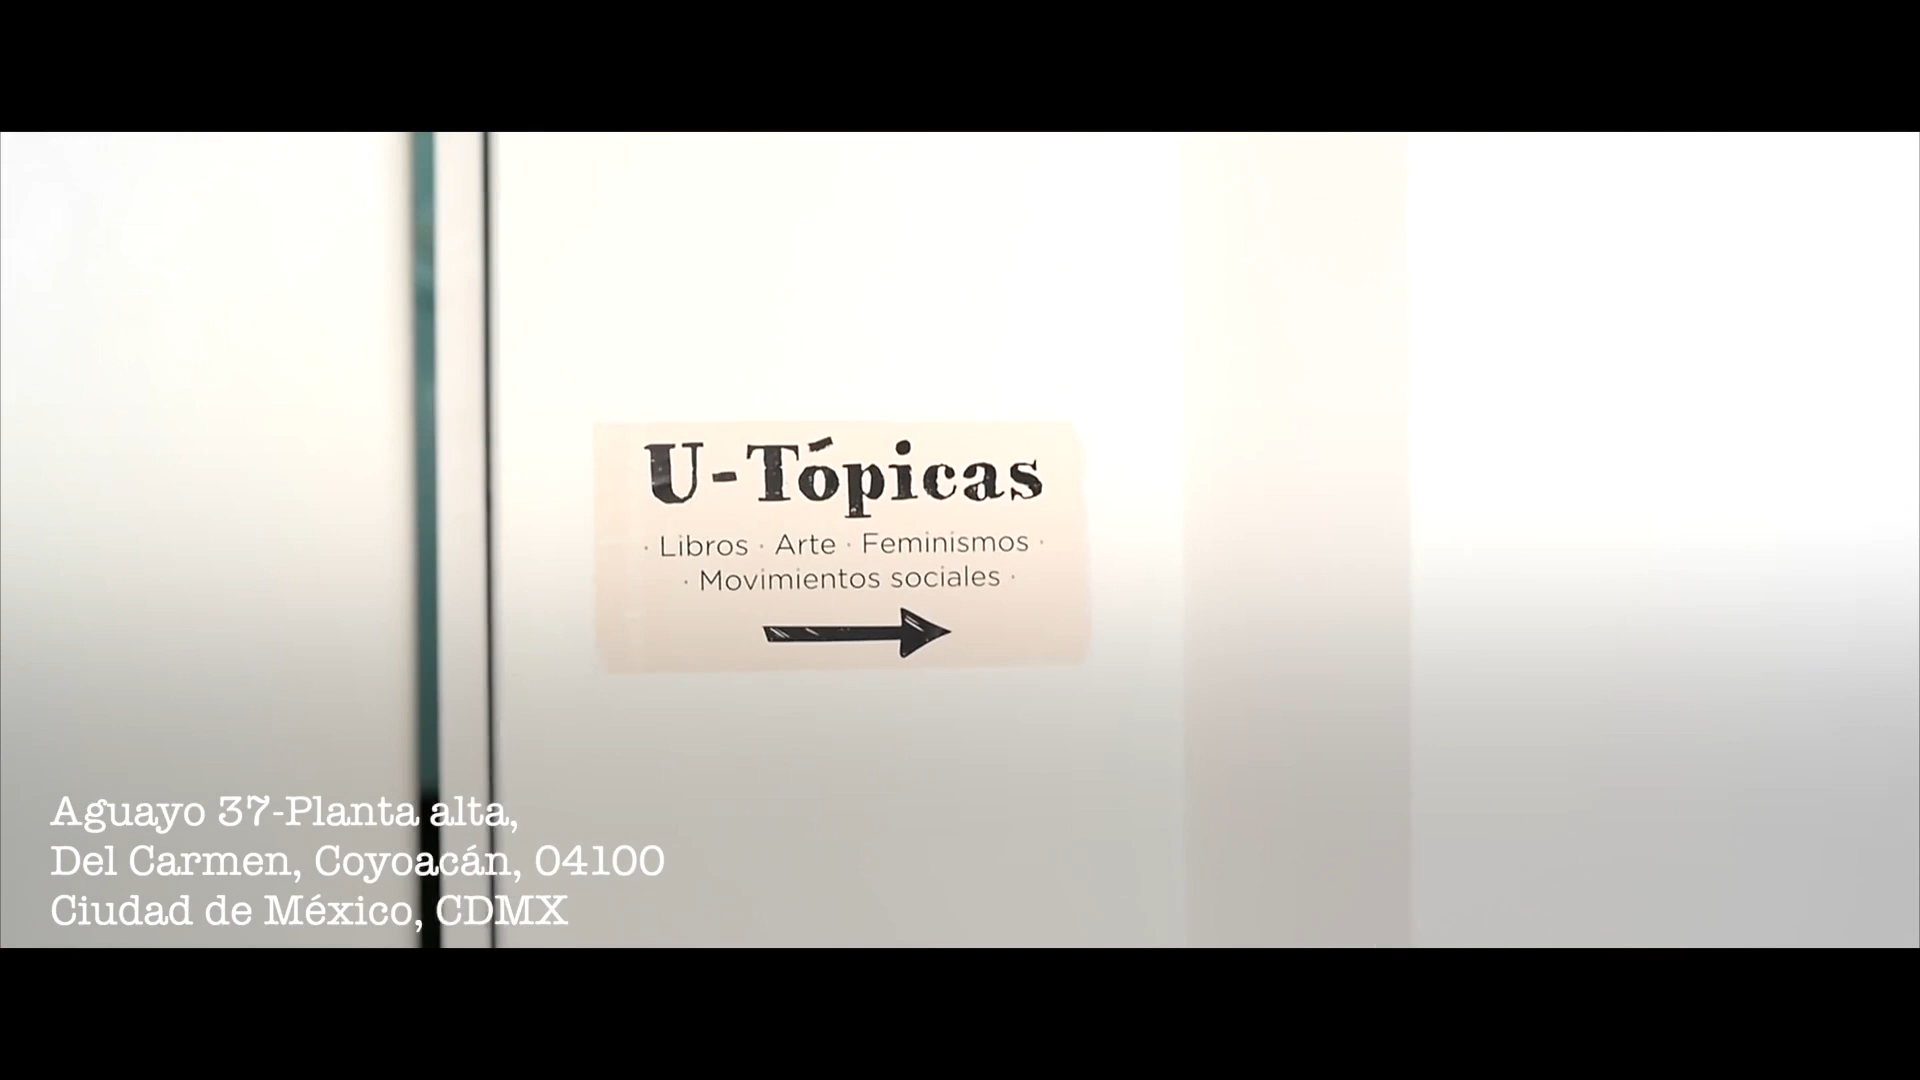 U-Tópicas
· Libros · Arte · Feminismos ·
· Movimientos sociales ·
Aguayo 37-Planta alta,
Del Carmen, Coyoacán, 04100
Ciudad de México, CDMX